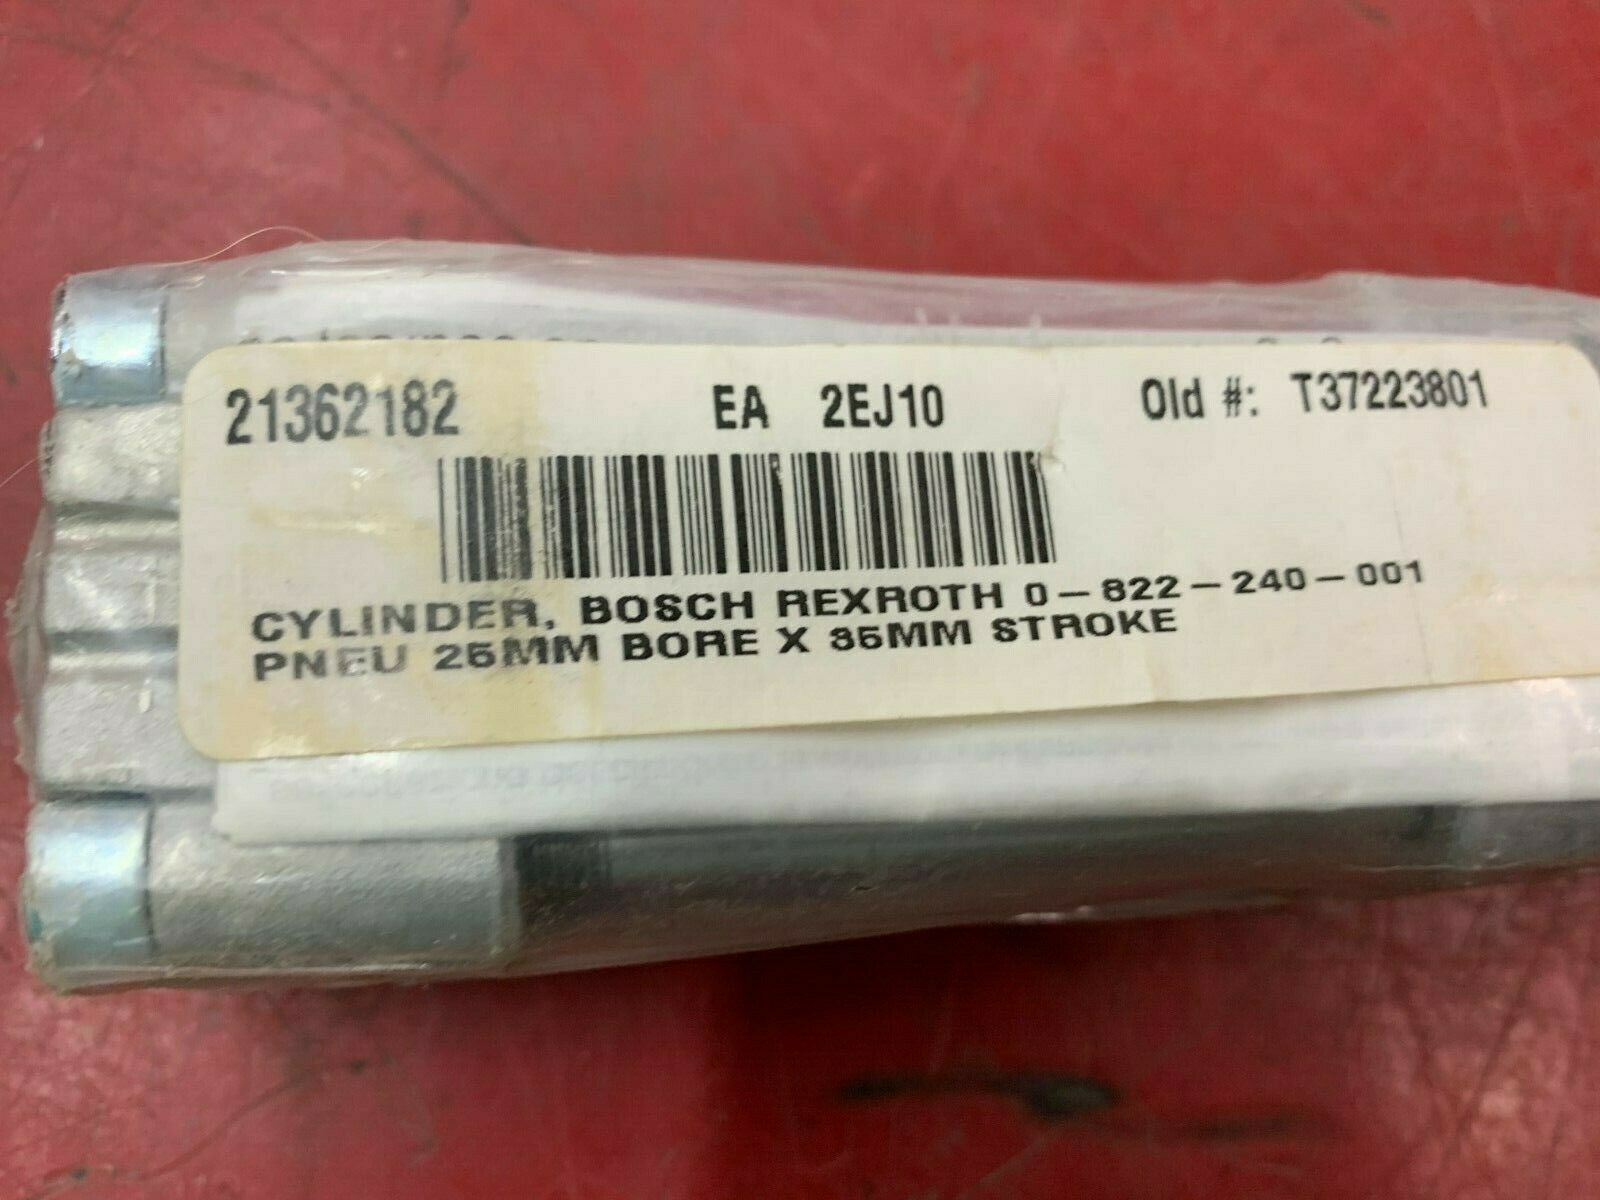 21362182 EA 2EJ10 Old #: T37223801
CYLINDER, BOSCH REXROTH 0-822-240-001
PNEU 25MM BORE X 35MM STROKE